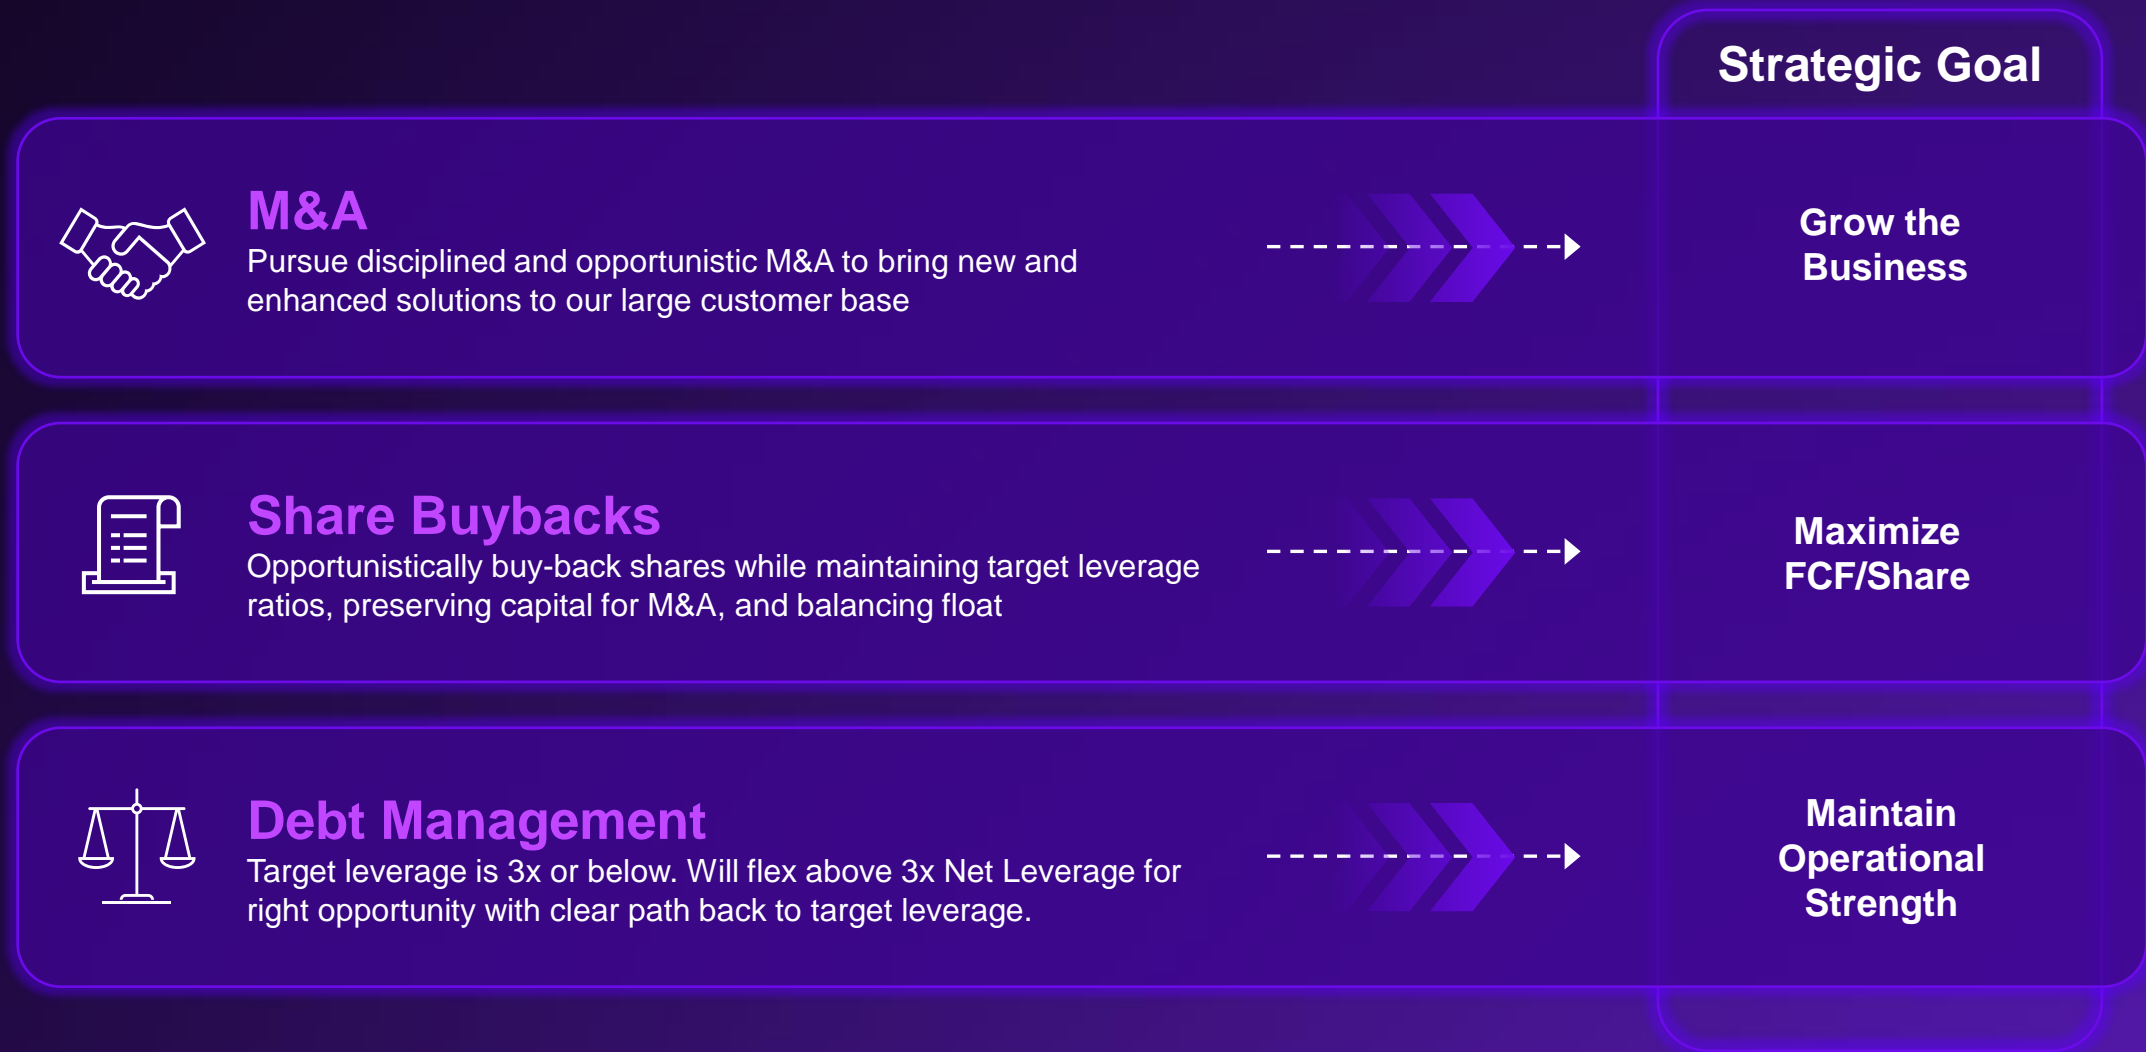 Strategic Goal
M&A
Pursue disciplined and opportunistic M&A to bring new and
enhanced solutions to our large customer base
Grow the
Business
Share Buybacks
Opportunistically buy-back shares while maintaining target leverage
ratios, preserving capital for M&A, and balancing float
Maximize
FCF/Share
Debt Management
Target leverage is 3x or below. Will flex above 3x Net Leverage for
right opportunity with clear path back to target leverage.
Maintain
Operational
Strength